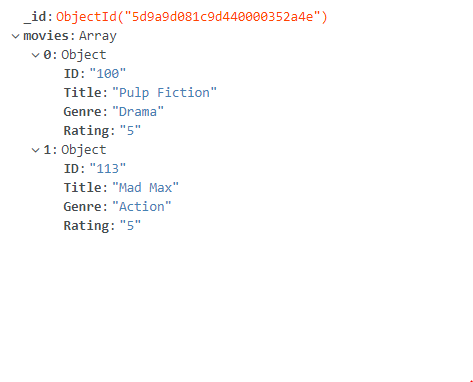 _id: ObjectId("5d9a9d081c9d440000352a4e")
movies: Array
0: Object
ID: "100"
Title: "Pulp Fiction"
Genre: "Drama"
Rating: "5"
1: Object
ID: "113"
Title: "Mad Max"
Genre: "Action"
Rating: "5"
.